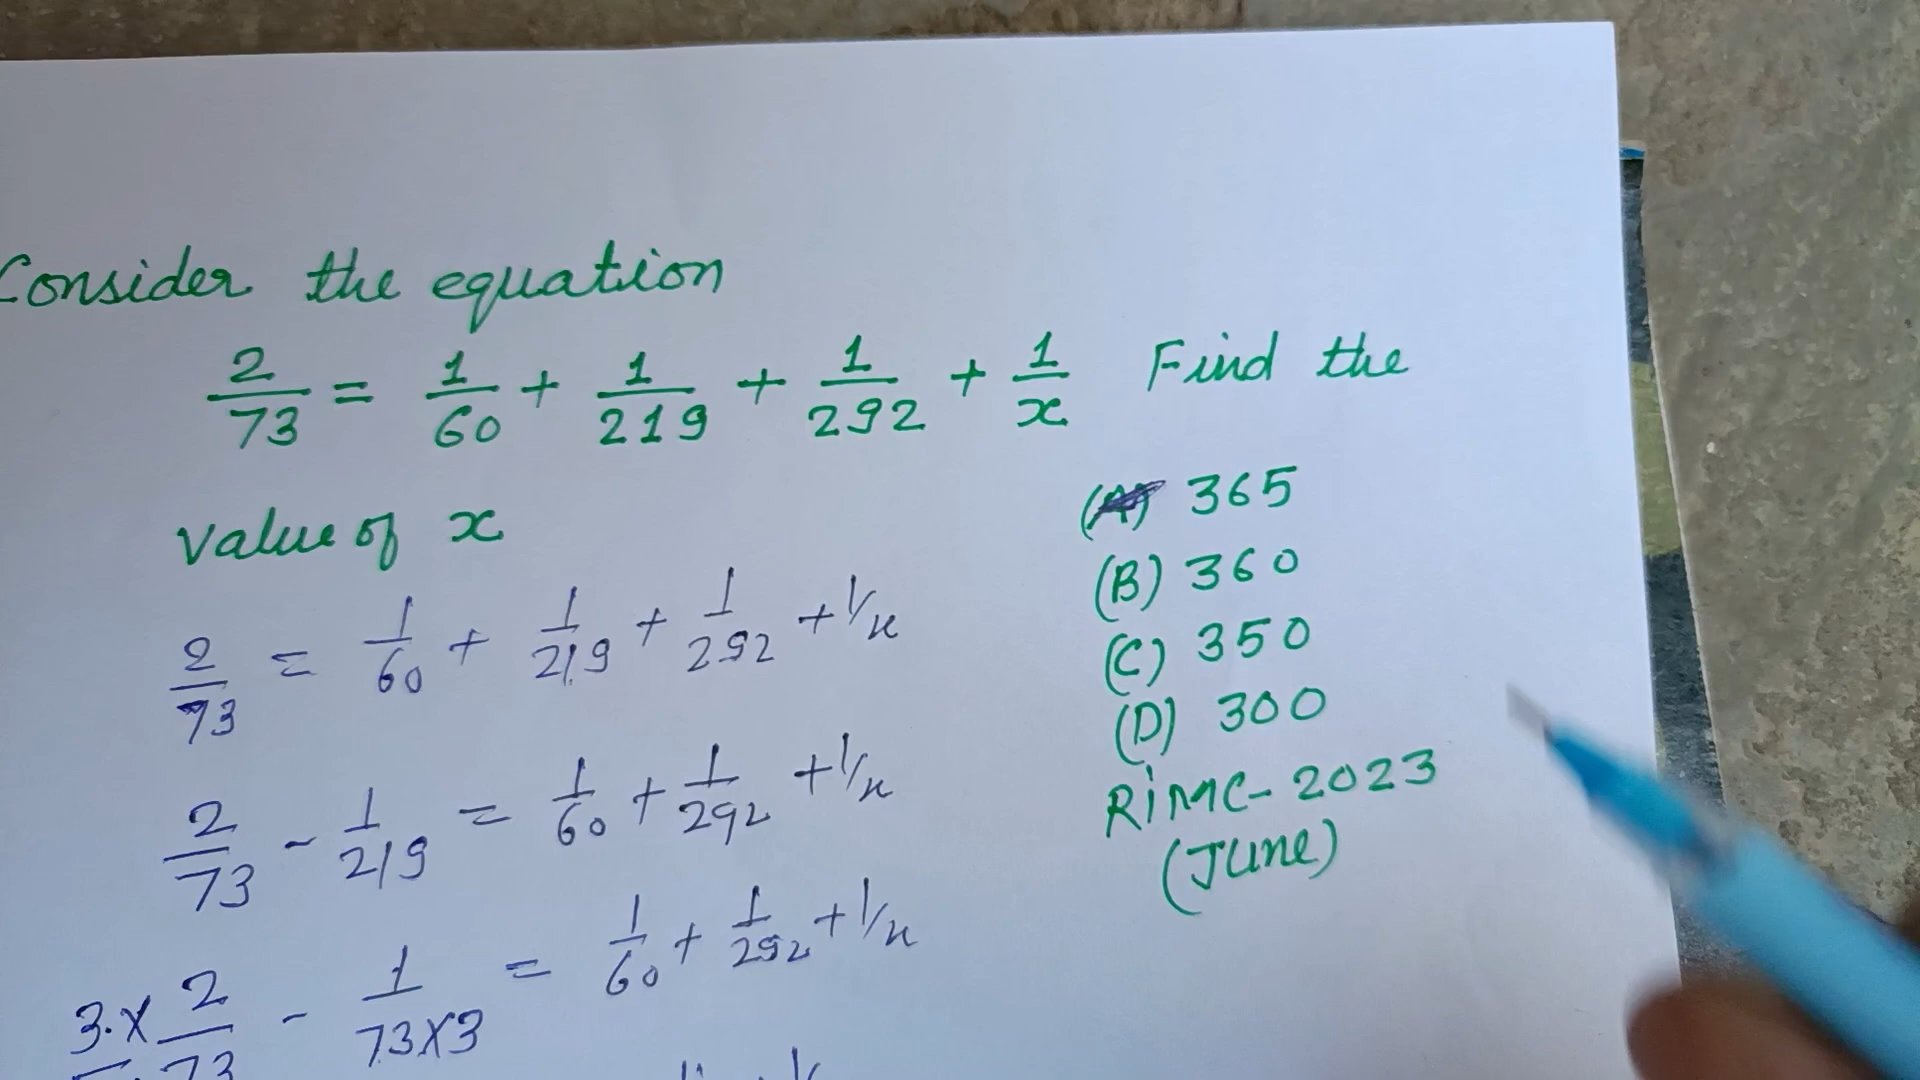 Consider the equation
2/73 = 1/60 + 1/219 + 1/292 + 1/x Find the
value of x
(A) 365
(B) 360
(C) 350
(D) 300
RiMC-2023
(June)
2/73 = 1/60 + 1/219 + 1/292 + 1/x
2/73 - 1/219 = 1/60 + 1/292 + 1/x
3×2/73 - 1/73×3 = 1/60 + 1/292 + 1/x